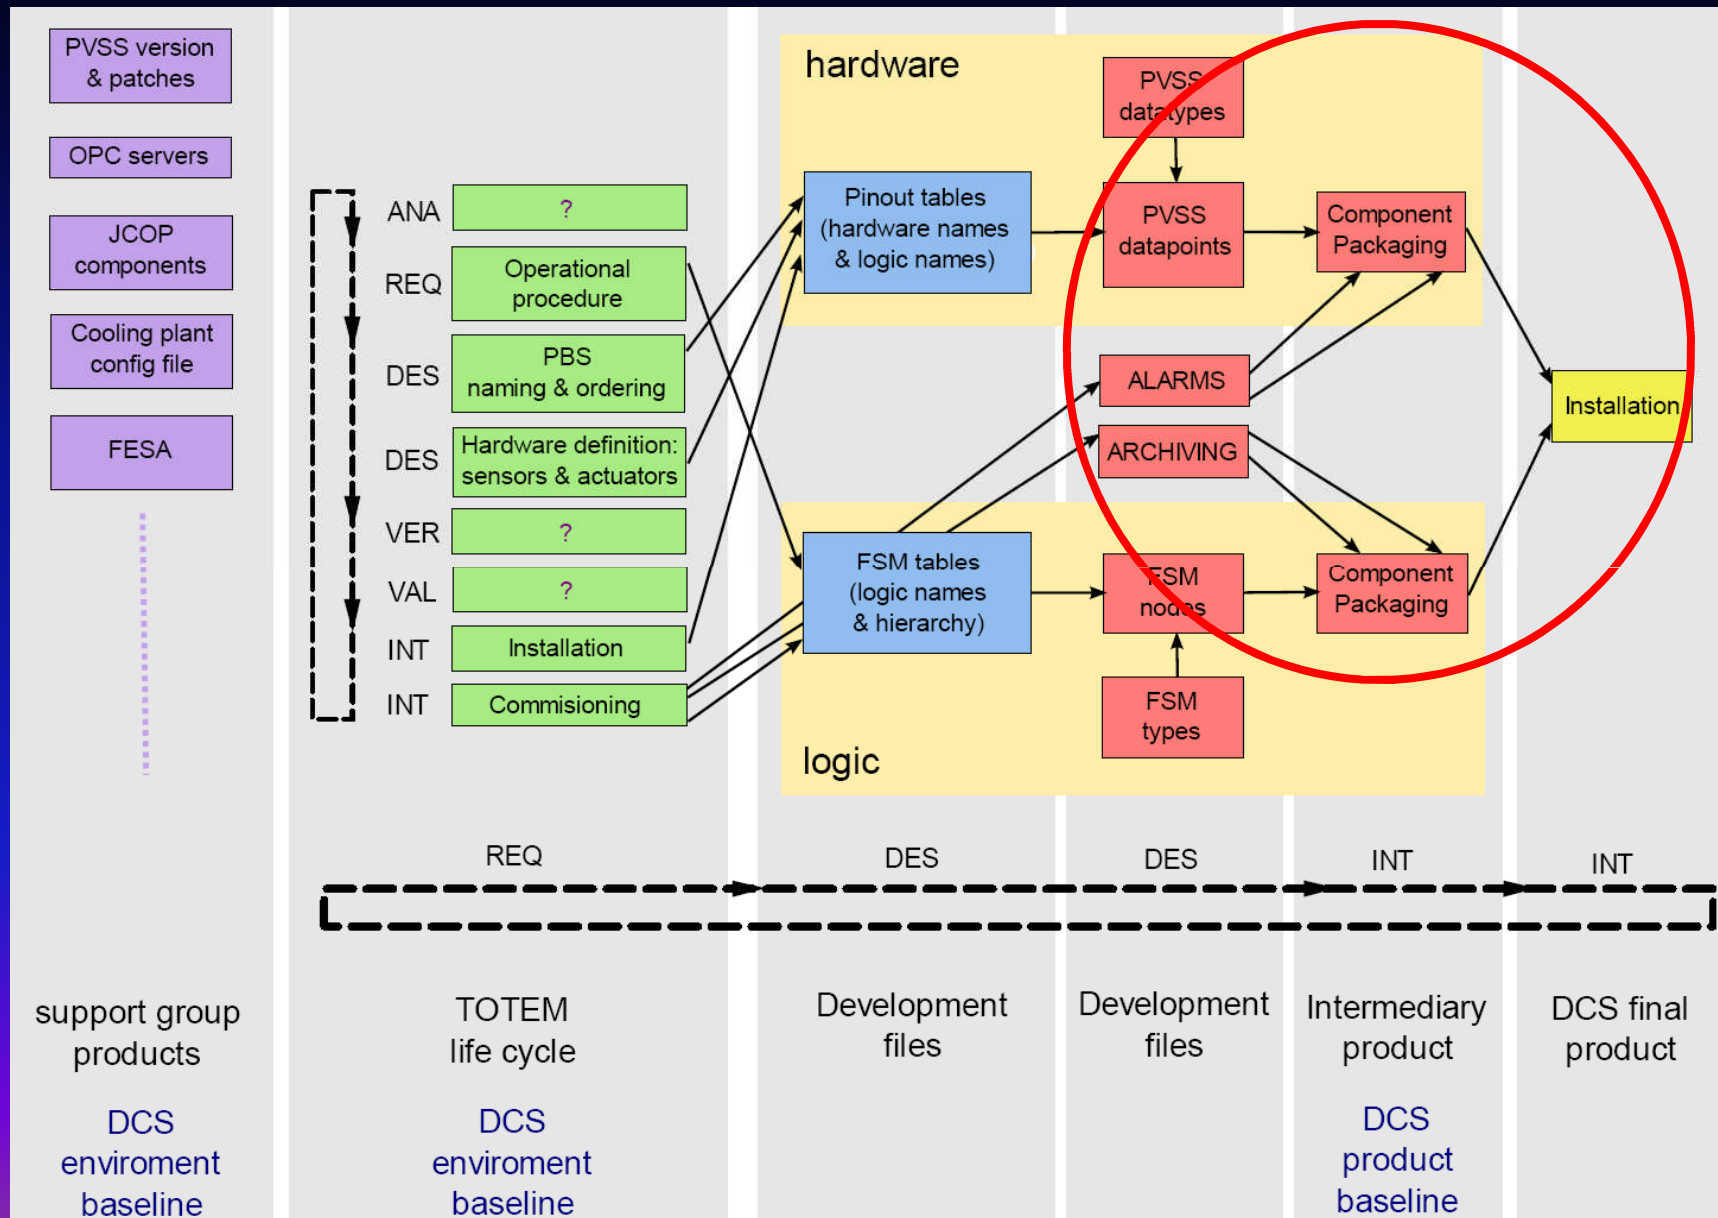 PVSS version
& patches
OPC servers
JCOP
components
Cooling plant
config file
FESA
ANA
?
REQ
Operational
procedure
DES
PBS
naming & ordering
DES
Hardware definition:
sensors & actuators
VER
?
VAL
?
INT
Installation
INT
Commisioning
hardware
Pinout tables
(hardware names
& logic names)
PVSS
datatypes
PVSS
datapoints
Component
Packaging
ALARMS
ARCHIVING
Installation
FSM tables
(logic names
& hierarchy)
FSM
nodes
Component
Packaging
FSM
types
logic
REQ
DES
DES
INT
INT
support group
products
TOTEM
life cycle
Development
files
Development
files
Intermediary
product
DCS final
product
DCS
enviroment
baseline
DCS
enviroment
baseline
DCS
product
baseline